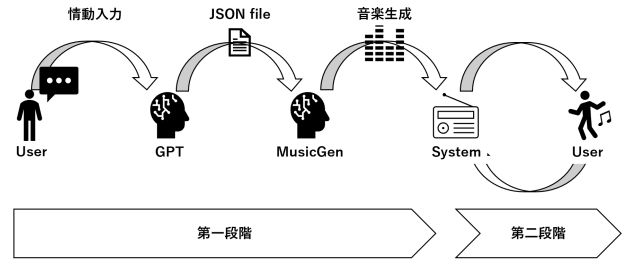 情動入力
JSON file
音楽生成
User
GPT
MusicGen
System
User
第一段階
第二段階